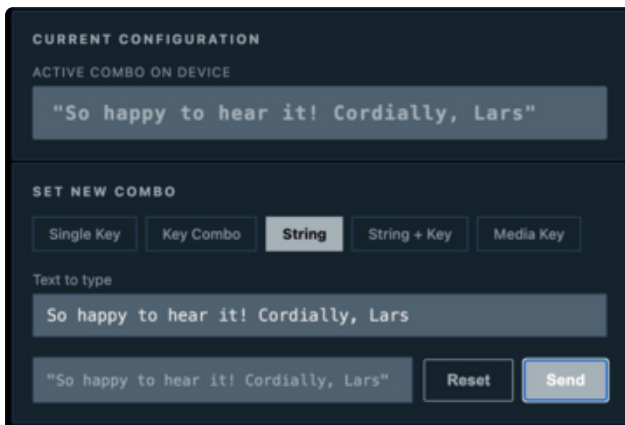 CURRENT CONFIGURATION
ACTIVE COMBO ON DEVICE
"So happy to hear it! Cordially, Lars"
SET NEW COMBO
Single Key Key Combo String String + Key Media Key
Text to type
So happy to hear it! Cordially, Lars
"So happy to hear it! Cordially, Lars" Reset Send